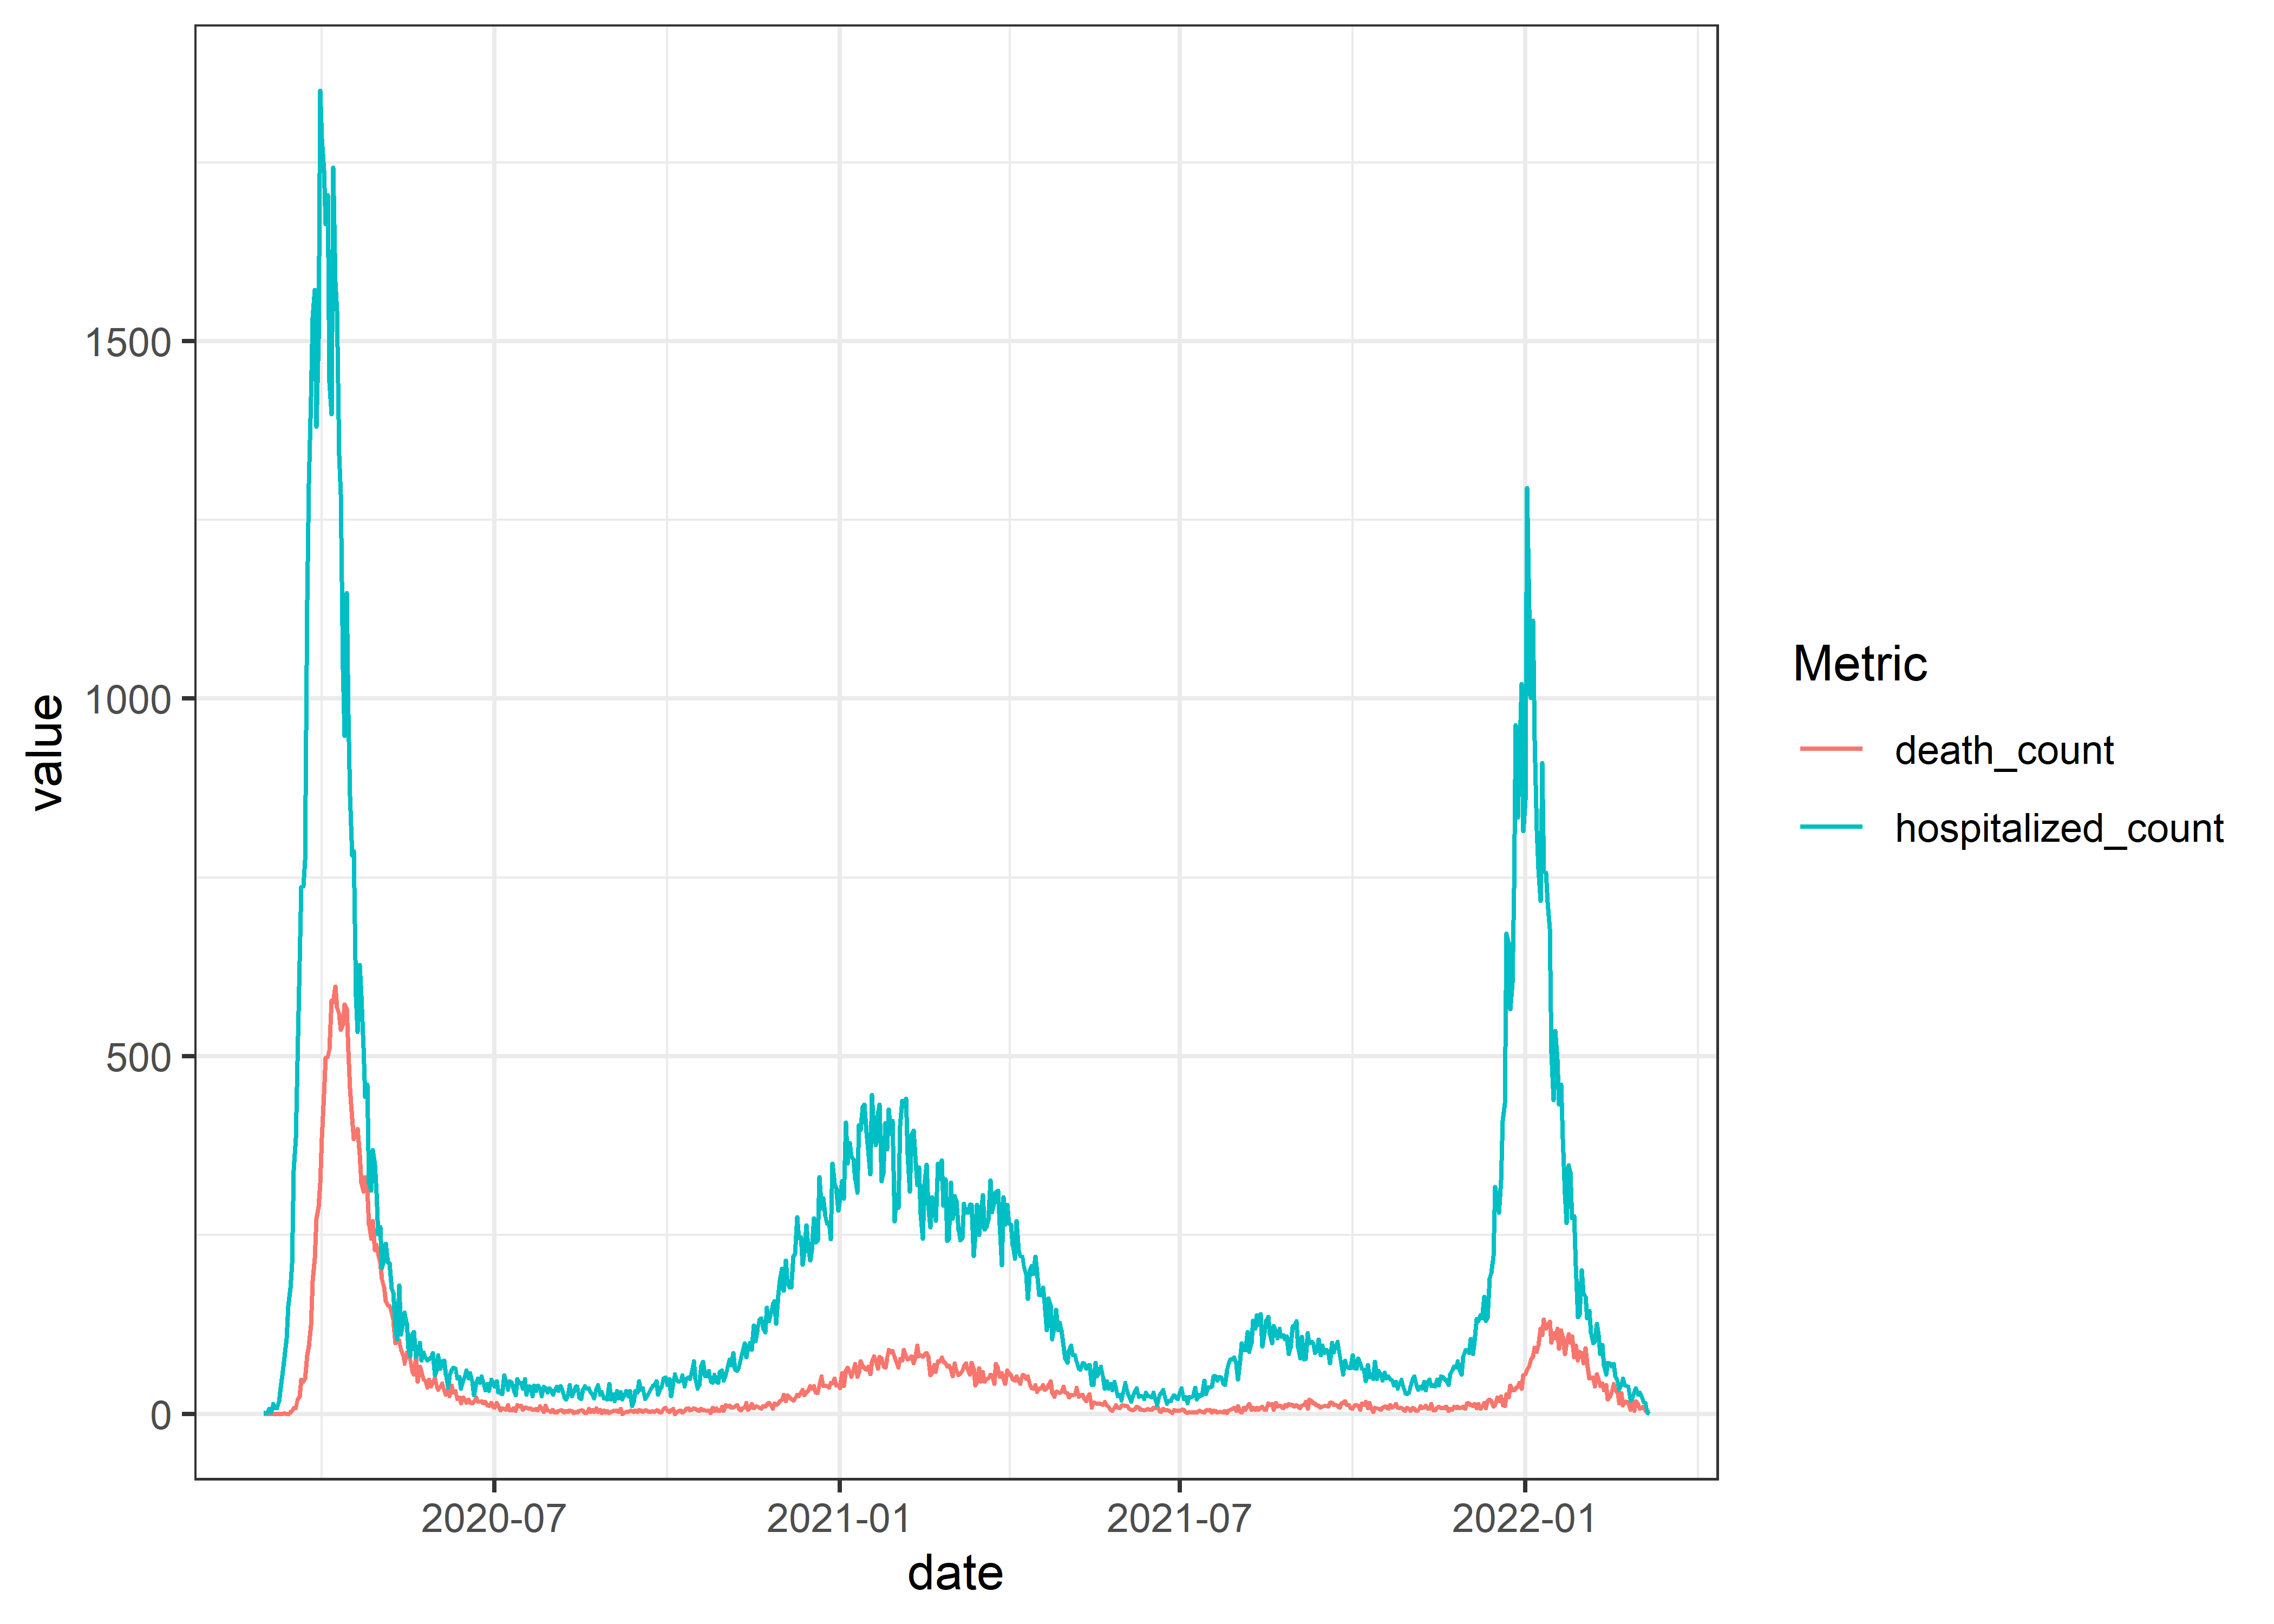 value
1500
1000
500
0
2020-07
2021-01
2021-07
2022-01
date
Metric
death_count
hospitalized_count